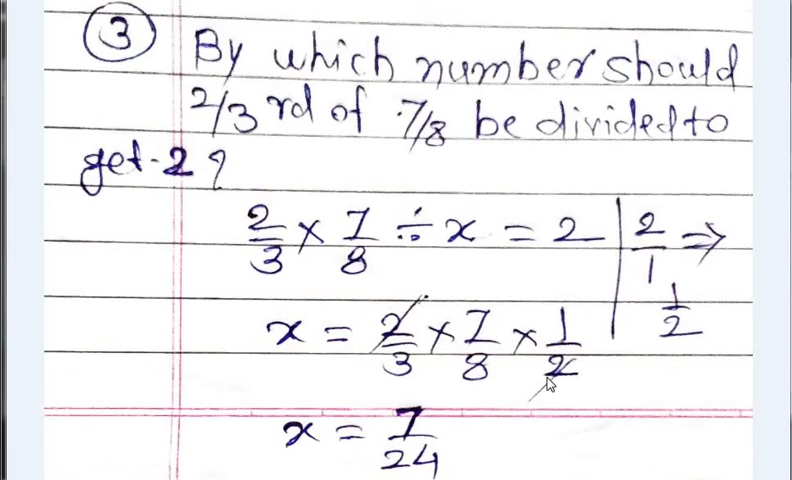 3 By which number should
2/3 rd of 7/8 be divided to
get 2 ?
2/3 × 7/8 ÷ x = 2 | 2/1 ⇒ 1/2
x = 2/3 × 7/8 × 1/2
x = 7/24